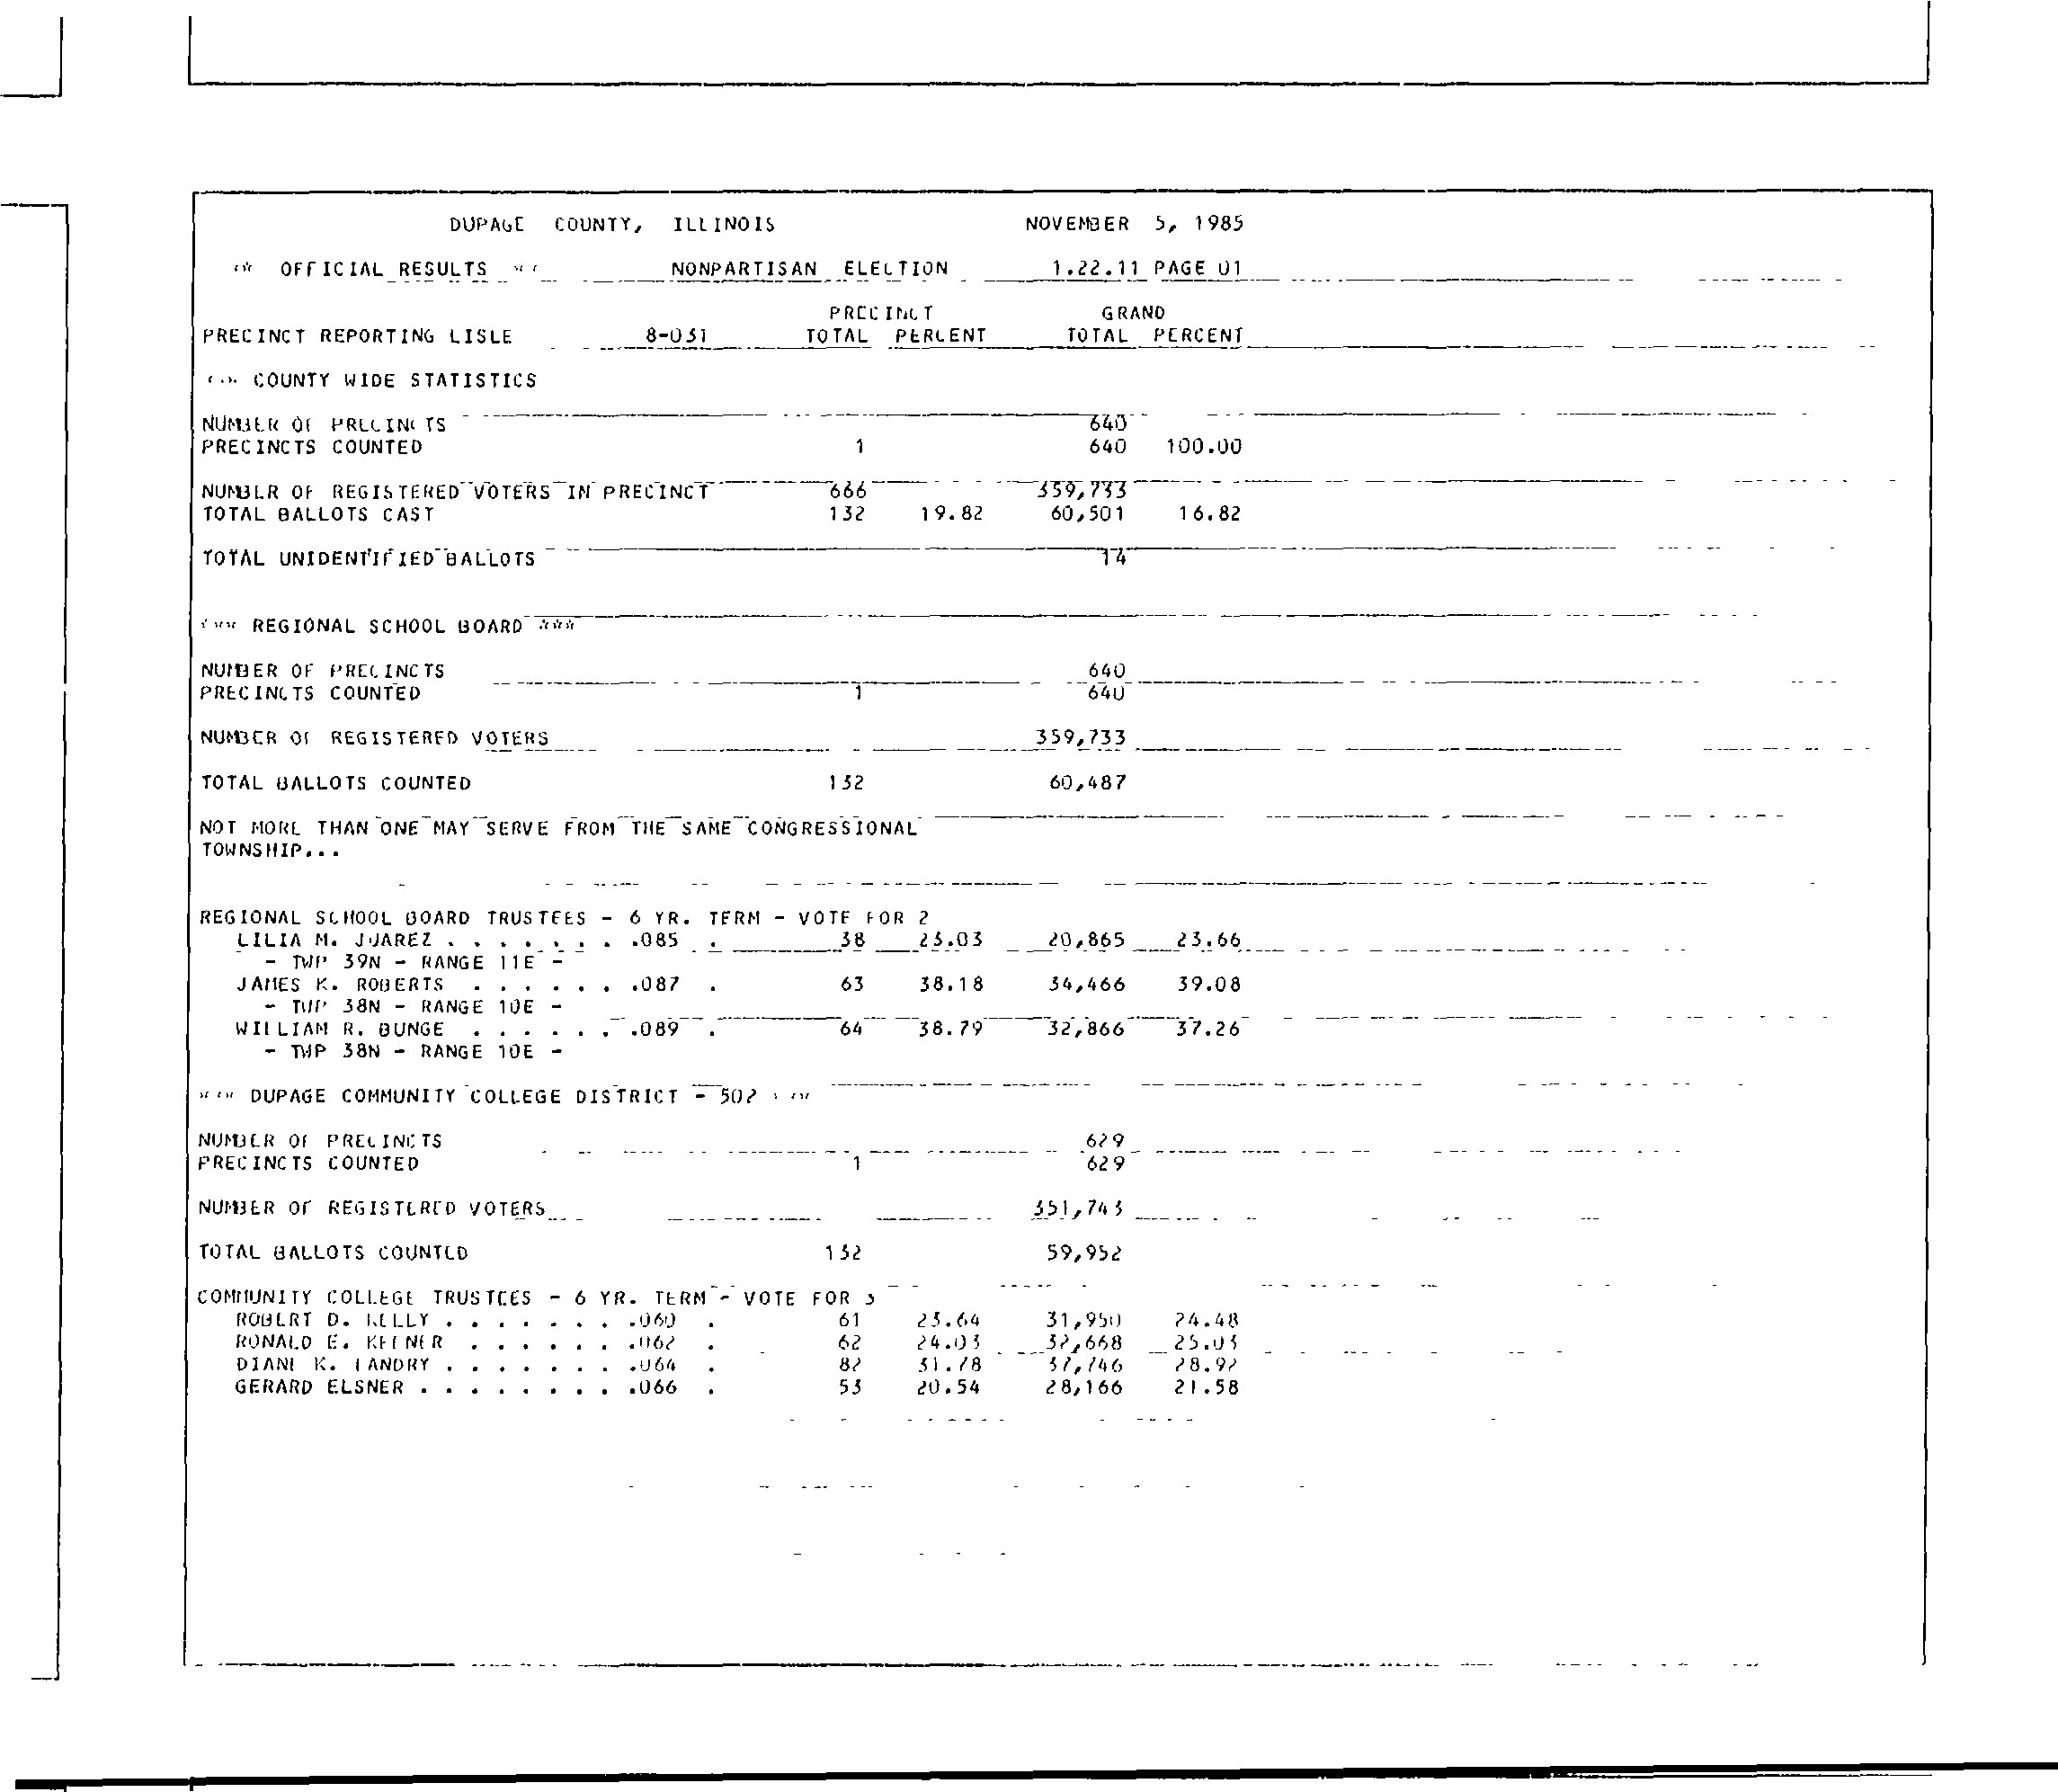 DUPAGE COUNTY, ILLINOIS NOVEMBER 5, 1985
OFFICIAL RESULTS NONPARTISAN ELECTION 1.22.11 PAGE 01
PRECINCT GRAND
PRECINCT REPORTING LISLE 8-031 TOTAL PERCENT TOTAL PERCENT
COUNTY WIDE STATISTICS
NUMBER OF PRECINCTS 640
PRECINCTS COUNTED 1 640 100.00
NUMBER OF REGISTERED VOTERS IN PRECINCT 666 359,733
TOTAL BALLOTS CAST 132 19.82 60,501 16.82
TOTAL UNIDENTIFIED BALLOTS 14
*** REGIONAL SCHOOL BOARD ***
NUMBER OF PRECINCTS 640
PRECINCTS COUNTED 1 640
NUMBER OF REGISTERED VOTERS 359,733
TOTAL BALLOTS COUNTED 132 60,487
NOT MORE THAN ONE MAY SERVE FROM THE SAME CONGRESSIONAL
TOWNSHIP...
REGIONAL SCHOOL BOARD TRUSTEES - 6 YR. TERM - VOTE FOR 2
LILIA M. JUAREZ . . . . . . . .085 . 38 23.03 20,865 23.66
- TWP 39N - RANGE 11E -
JAMES K. ROBERTS . . . . . . .087 . 63 38.18 34,466 39.08
- TWP 38N - RANGE 10E -
WILLIAM R. BUNGE . . . . . . .089 . 64 38.79 32,866 37.26
- TWP 38N - RANGE 10E -
*** DUPAGE COMMUNITY COLLEGE DISTRICT - 502 ***
NUMBER OF PRECINCTS 629
PRECINCTS COUNTED 1 629
NUMBER OF REGISTERED VOTERS 351,743
TOTAL BALLOTS COUNTED 132 59,952
COMMUNITY COLLEGE TRUSTEES - 6 YR. TERM - VOTE FOR 3
ROBERT D. KELLY . . . . . . . .060 . 61 23.64 31,950 24.48
RONALD E. KEENER . . . . . . .062 . 62 24.03 32,668 25.03
DIANE K. LANDRY . . . . . . . .064 . 82 31.78 37,746 28.92
GERARD ELSNER . . . . . . . . .066 . 53 20.54 28,166 21.58